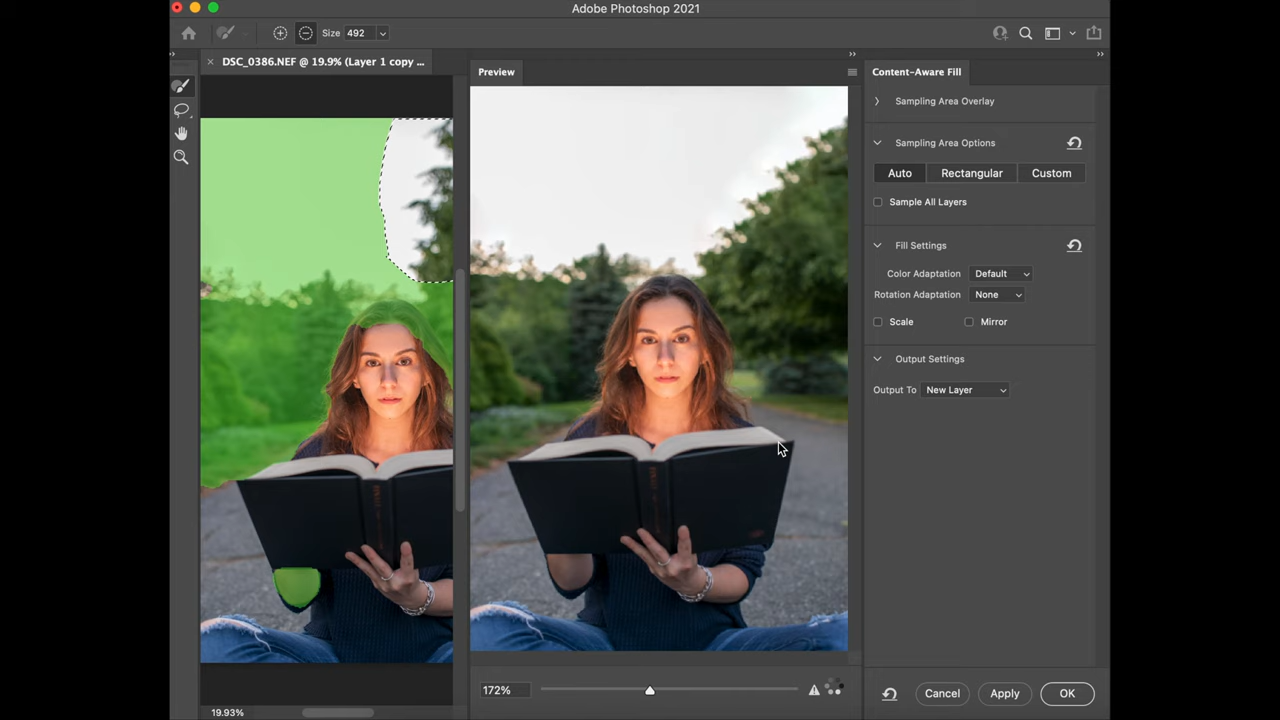 Adobe Photoshop 2021
Size 492
DSC_0386.NEF @ 19.9% (Layer 1 copy ...
Preview
Content-Aware Fill
Sampling Area Overlay
Sampling Area Options
Auto Rectangular Custom
Sample All Layers
Fill Settings
Color Adaptation Default
Rotation Adaptation None
Scale Mirror
Output Settings
Output To New Layer
172%
Cancel Apply OK
19.93%